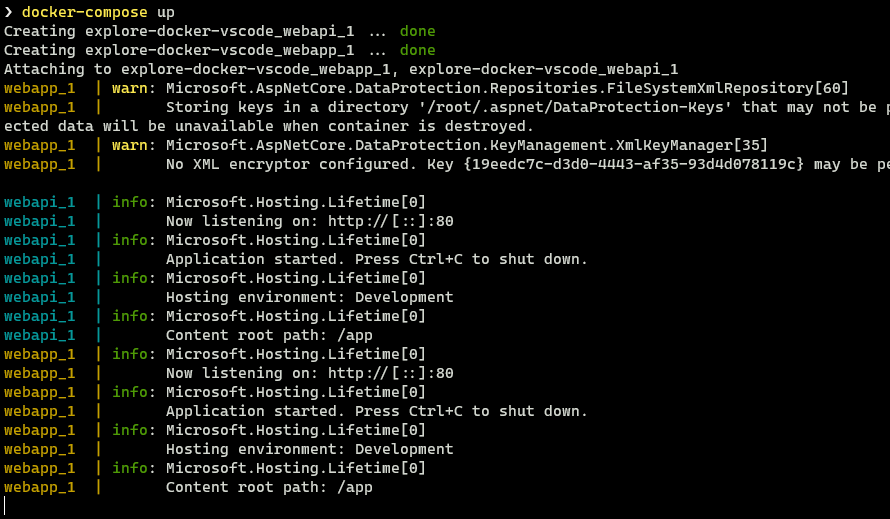 ❯ docker-compose up
Creating explore-docker-vscode_webapi_1 ... done
Creating explore-docker-vscode_webapp_1 ... done
Attaching to explore-docker-vscode_webapp_1, explore-docker-vscode_webapi_1
webapp_1  | warn: Microsoft.AspNetCore.DataProtection.Repositories.FileSystemXmlRepository[60]
webapp_1  |       Storing keys in a directory '/root/.aspnet/DataProtection-Keys' that may not be p
ected data will be unavailable when container is destroyed.
webapp_1  | warn: Microsoft.AspNetCore.DataProtection.KeyManagement.XmlKeyManager[35]
webapp_1  |       No XML encryptor configured. Key {19eedc7c-d3d0-4443-af35-93d4d078119c} may be pe
webapi_1  | info: Microsoft.Hosting.Lifetime[0]
webapi_1  |       Now listening on: http://[::]:80
webapi_1  | info: Microsoft.Hosting.Lifetime[0]
webapi_1  |       Application started. Press Ctrl+C to shut down.
webapi_1  | info: Microsoft.Hosting.Lifetime[0]
webapi_1  |       Hosting environment: Development
webapi_1  | info: Microsoft.Hosting.Lifetime[0]
webapi_1  |       Content root path: /app
webapp_1  | info: Microsoft.Hosting.Lifetime[0]
webapp_1  |       Now listening on: http://[::]:80
webapp_1  | info: Microsoft.Hosting.Lifetime[0]
webapp_1  |       Application started. Press Ctrl+C to shut down.
webapp_1  | info: Microsoft.Hosting.Lifetime[0]
webapp_1  |       Hosting environment: Development
webapp_1  | info: Microsoft.Hosting.Lifetime[0]
webapp_1  |       Content root path: /app